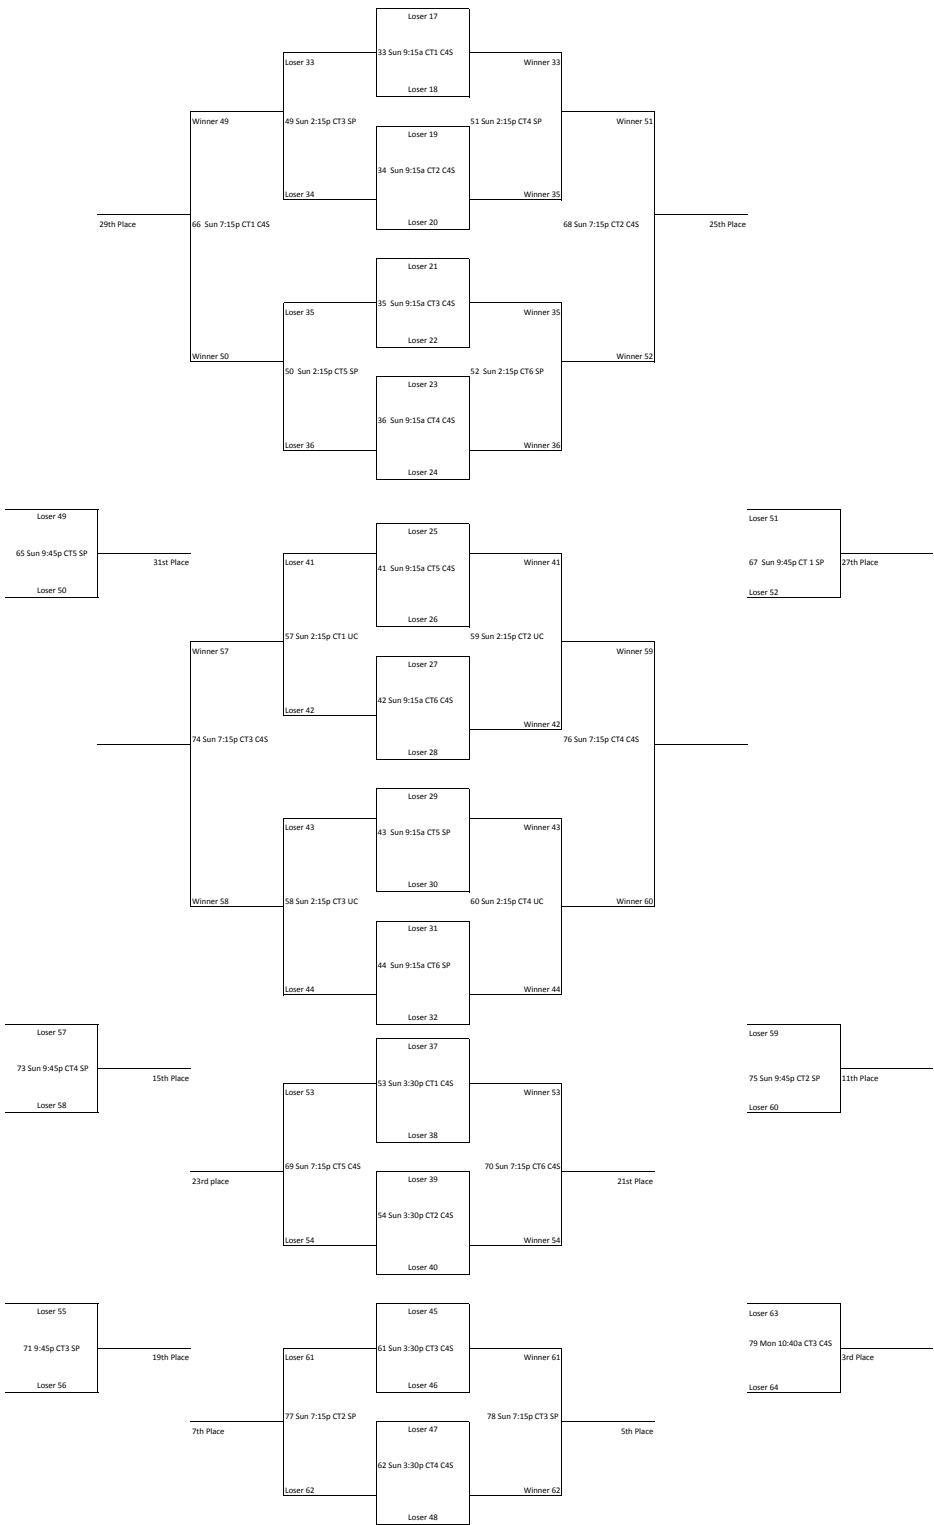 Loser 17
33 Sun 9:15a CT1 C4S
Loser 33
Winner 33
Loser 18
Winner 49
49 Sun 2:15p CT3 SP
51 Sun 2:15p CT4 SP
Winner 51
Loser 19
34 Sun 9:15a CT2 C4S
Loser 34
Winner 35
Loser 20
29th Place
66 Sun 7:15p CT1 C4S
68 Sun 7:15p CT2 C4S
25th Place
Loser 21
35 Sun 9:15a CT3 C4S
Loser 35
Winner 35
Loser 22
Winner 50
Winner 52
50 Sun 2:15p CT5 SP
52 Sun 2:15p CT6 SP
Loser 23
36 Sun 9:15a CT4 C4S
Loser 36
Winner 36
Loser 24
Loser 49
Loser 51
Loser 25
65 Sun 9:45p CT5 SP
31st Place
Loser 41
41 Sun 9:15a CT5 C4S
Winner 41
67 Sun 9:45p CT 1 SP
27th Place
Loser 50
Loser 52
Loser 26
57 Sun 2:15p CT1 UC
59 Sun 2:15p CT2 UC
Winner 57
Winner 59
Loser 27
42 Sun 9:15a CT6 C4S
Loser 42
Winner 42
74 Sun 7:15p CT3 C4S
76 Sun 7:15p CT4 C4S
Loser 28
Loser 29
Loser 43
43 Sun 9:15a CT5 SP
Winner 43
Loser 30
Winner 58
58 Sun 2:15p CT3 UC
60 Sun 2:15p CT4 UC
Winner 60
Loser 31
44 Sun 9:15a CT6 SP
Loser 44
Winner 44
Loser 32
Loser 57
Loser 59
Loser 37
73 Sun 9:45p CT4 SP
15th Place
75 Sun 9:45p CT2 SP
11th Place
Loser 53
53 Sun 3:30p CT1 C4S
Winner 53
Loser 58
Loser 60
Loser 38
69 Sun 7:15p CT5 C4S
70 Sun 7:15p CT6 C4S
23rd place
Loser 39
21st Place
54 Sun 3:30p CT2 C4S
Loser 54
Winner 54
Loser 40
Loser 55
Loser 45
Loser 63
71 9:45p CT3 SP
19th Place
Loser 61
61 Sun 3:30p CT3 C4S
Winner 61
79 Mon 10:40a CT3 C4S
3rd Place
Loser 56
Loser 46
Loser 64
77 Sun 7:15p CT2 SP
78 Sun 7:15p CT3 SP
7th Place
Loser 47
5th Place
62 Sun 3:30p CT4 C4S
Loser 62
Winner 62
Loser 48